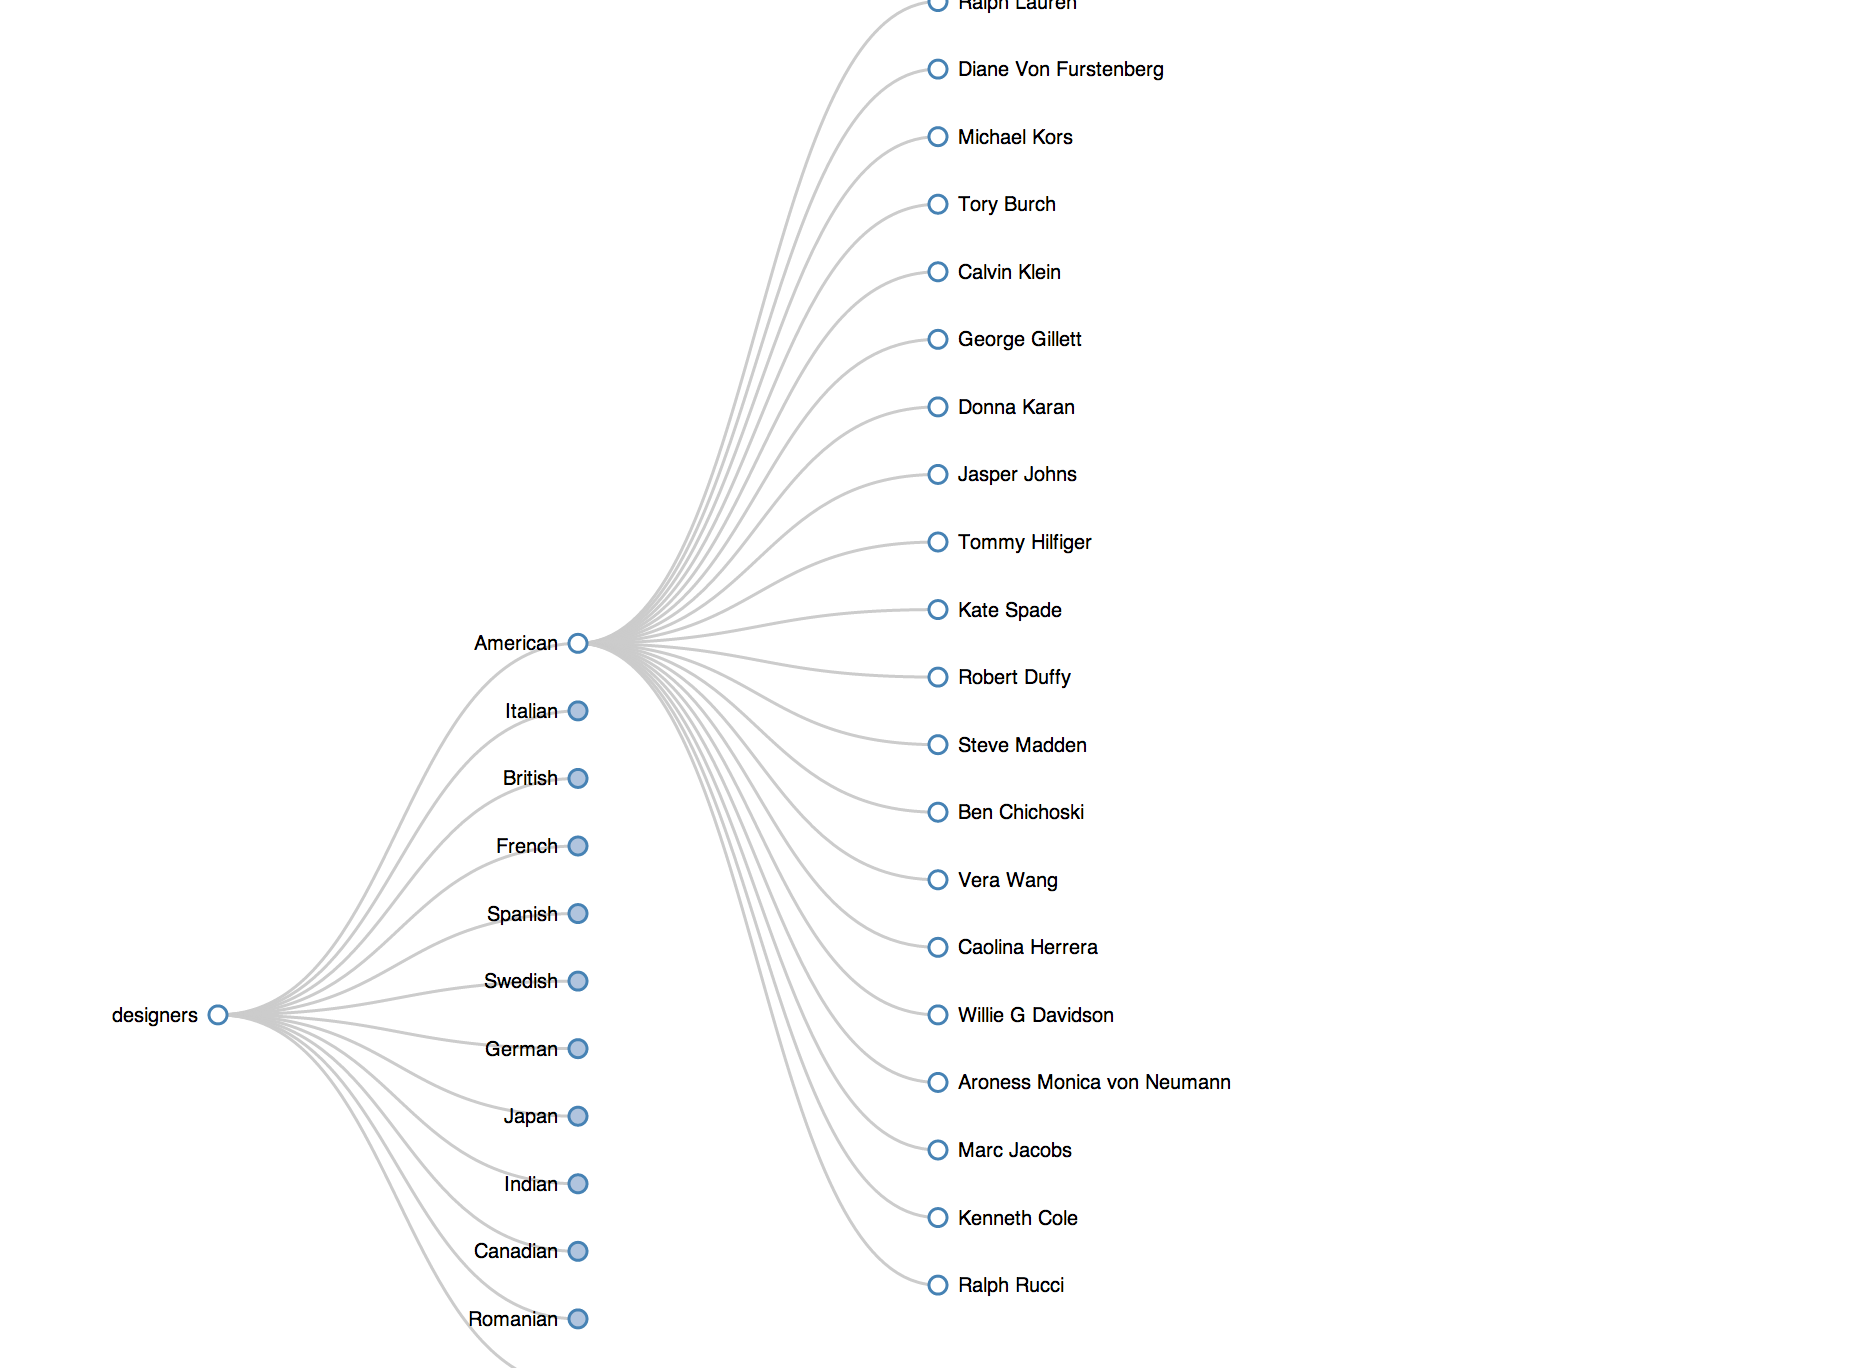 Ralph Lauren
Diane Von Furstenberg
Michael Kors
Tory Burch
Calvin Klein
George Gillett
Donna Karan
Jasper Johns
Tommy Hilfiger
Kate Spade
American
Robert Duffy
Italian
Steve Madden
British
Ben Chichoski
French
Vera Wang
Spanish
Caolina Herrera
Swedish
designers
Willie G Davidson
German
Aroness Monica von Neumann
Japan
Marc Jacobs
Indian
Kenneth Cole
Canadian
Ralph Rucci
Romanian